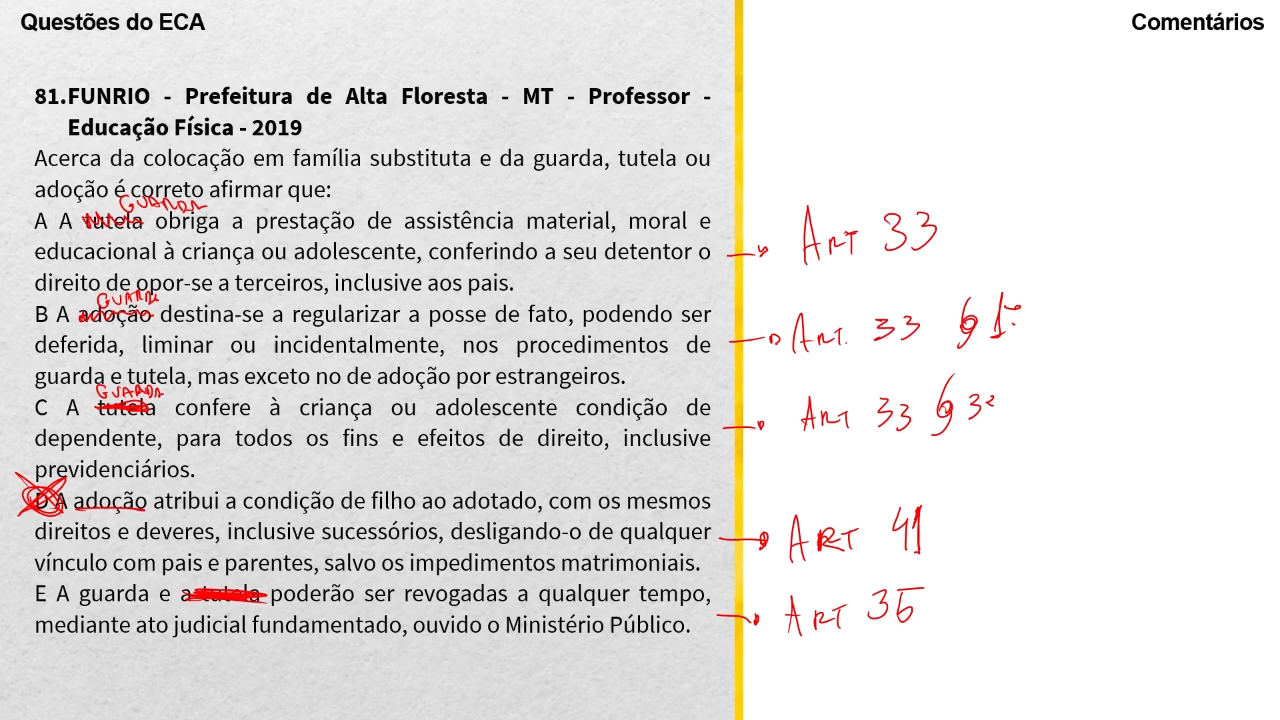 Questões do ECA
Comentários
81.FUNRIO - Prefeitura de Alta Floresta - MT - Professor -
Educação Física - 2019
Acerca da colocação em família substituta e da guarda, tutela ou
adoção é correto afirmar que:
GUARDA
A A tutela obriga a prestação de assistência material, moral e
educacional à criança ou adolescente, conferindo a seu detentor o
direito de opor-se a terceiros, inclusive aos pais.
ART 33
GUARDA
B A adoção destina-se a regularizar a posse de fato, podendo ser
deferida, liminar ou incidentalmente, nos procedimentos de
guarda e tutela, mas exceto no de adoção por estrangeiros.
ART. 33 § 1º
GUARDA
C A tutela confere à criança ou adolescente condição de
dependente, para todos os fins e efeitos de direito, inclusive
previdenciários.
ART 33 § 3º
D A adoção atribui a condição de filho ao adotado, com os mesmos
direitos e deveres, inclusive sucessórios, desligando-o de qualquer
vínculo com pais e parentes, salvo os impedimentos matrimoniais.
ART 41
E A guarda e a tutela poderão ser revogadas a qualquer tempo,
mediante ato judicial fundamentado, ouvido o Ministério Público.
ART 35